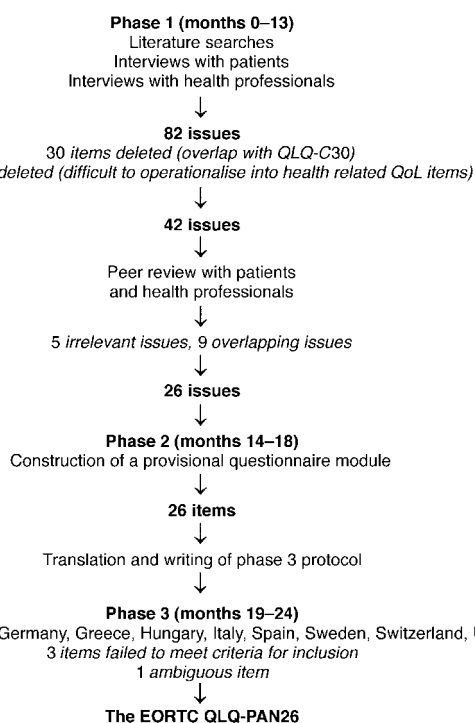 Phase 1 (months 0–13)
Literature searches
Interviews with patients
Interviews with health professionals
82 issues
30 items deleted (overlap with QLQ-C30)
deleted (difficult to operationalise into health related QoL items)
42 issues
Peer review with patients
and health professionals
5 irrelevant issues, 9 overlapping issues
26 issues
Phase 2 (months 14–18)
Construction of a provisional questionnaire module
26 items
Translation and writing of phase 3 protocol
Phase 3 (months 19–24)
Germany, Greece, Hungary, Italy, Spain, Sweden, Switzerland,
3 items failed to meet criteria for inclusion
1 ambiguous item
The EORTC QLQ-PAN26